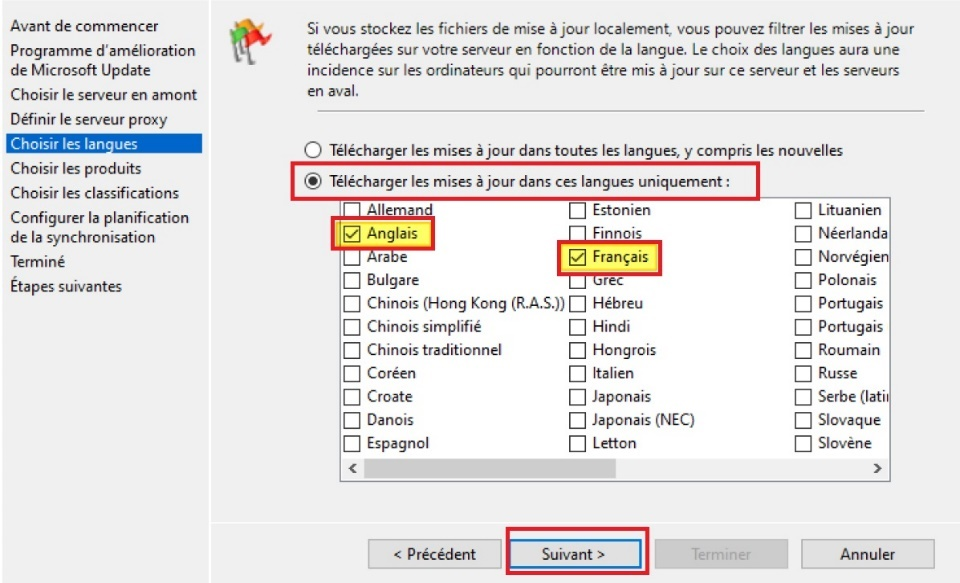 Avant de commencer
Programme d'amélioration
de Microsoft Update
Choisir le serveur en amont
Définir le serveur proxy
Choisir les langues
Choisir les produits
Choisir les classifications
Configurer la planification
de la synchronisation
Terminé
Étapes suivantes
Si vous stockez les fichiers de mise à jour localement, vous pouvez filtrer les mises à jour
téléchargées sur votre serveur en fonction de la langue. Le choix des langues aura une
incidence sur les ordinateurs qui pourront être mis à jour sur ce serveur et les serveurs
en aval.
Télécharger les mises à jour dans toutes les langues, y compris les nouvelles
Télécharger les mises à jour dans ces langues uniquement :
Allemand
Anglais
Arabe
Bulgare
Chinois (Hong Kong (R.A.S.))
Chinois simplifié
Chinois traditionnel
Coréen
Croate
Danois
Espagnol
Estonien
Finnois
Français
Grec
Hébreu
Hindi
Hongrois
Italien
Japonais
Japonais (NEC)
Letton
Lituanien
Néerlanda
Norvégien
Polonais
Portugais
Portugais
Roumain
Russe
Serbe (latin
Slovaque
Slovène
< Précédent
Suivant >
Terminer
Annuler